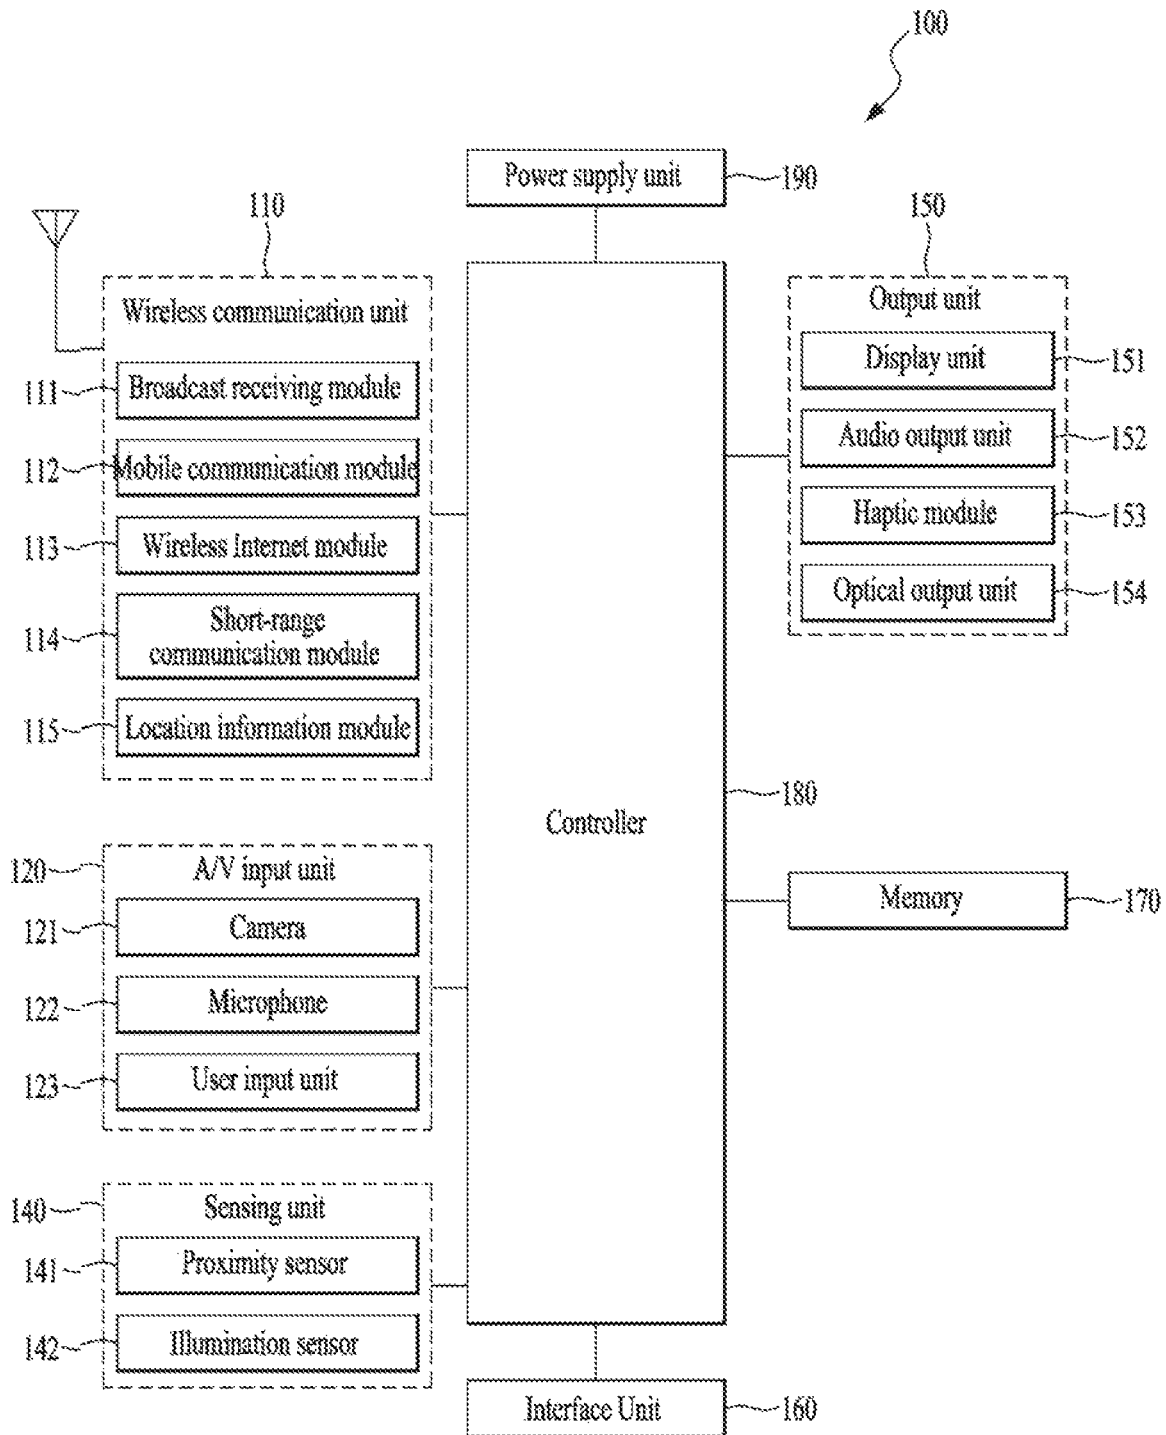 100
Power supply unit
190
110
Wireless communication unit
111
Broadcast receiving module
112
Mobile communication module
113
Wireless Internet module
114
Short-range
communication module
115
Location information module
120
A/V input unit
121
Camera
122
Microphone
123
User input unit
140
Sensing unit
141
Proximity sensor
142
Illumination sensor
Controller
180
150
Output unit
Display unit
151
Audio output unit
152
Haptic module
153
Optical output unit
154
Memory
170
Interface Unit
160